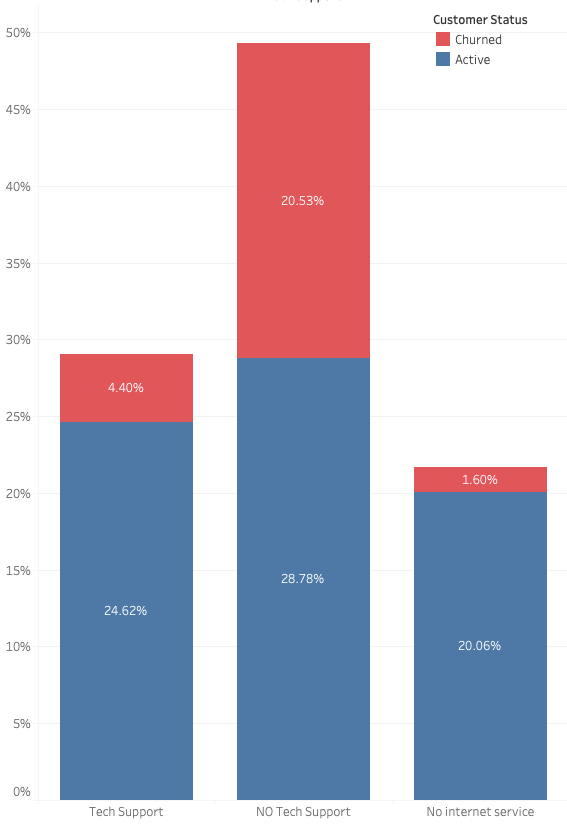 Customer Status
Churned
Active
50%
45%
40%
35%
30%
25%
20%
15%
10%
5%
0%
20.53%
4.40%
1.60%
28.78%
24.62%
20.06%
Tech Support
NO Tech Support
No internet service